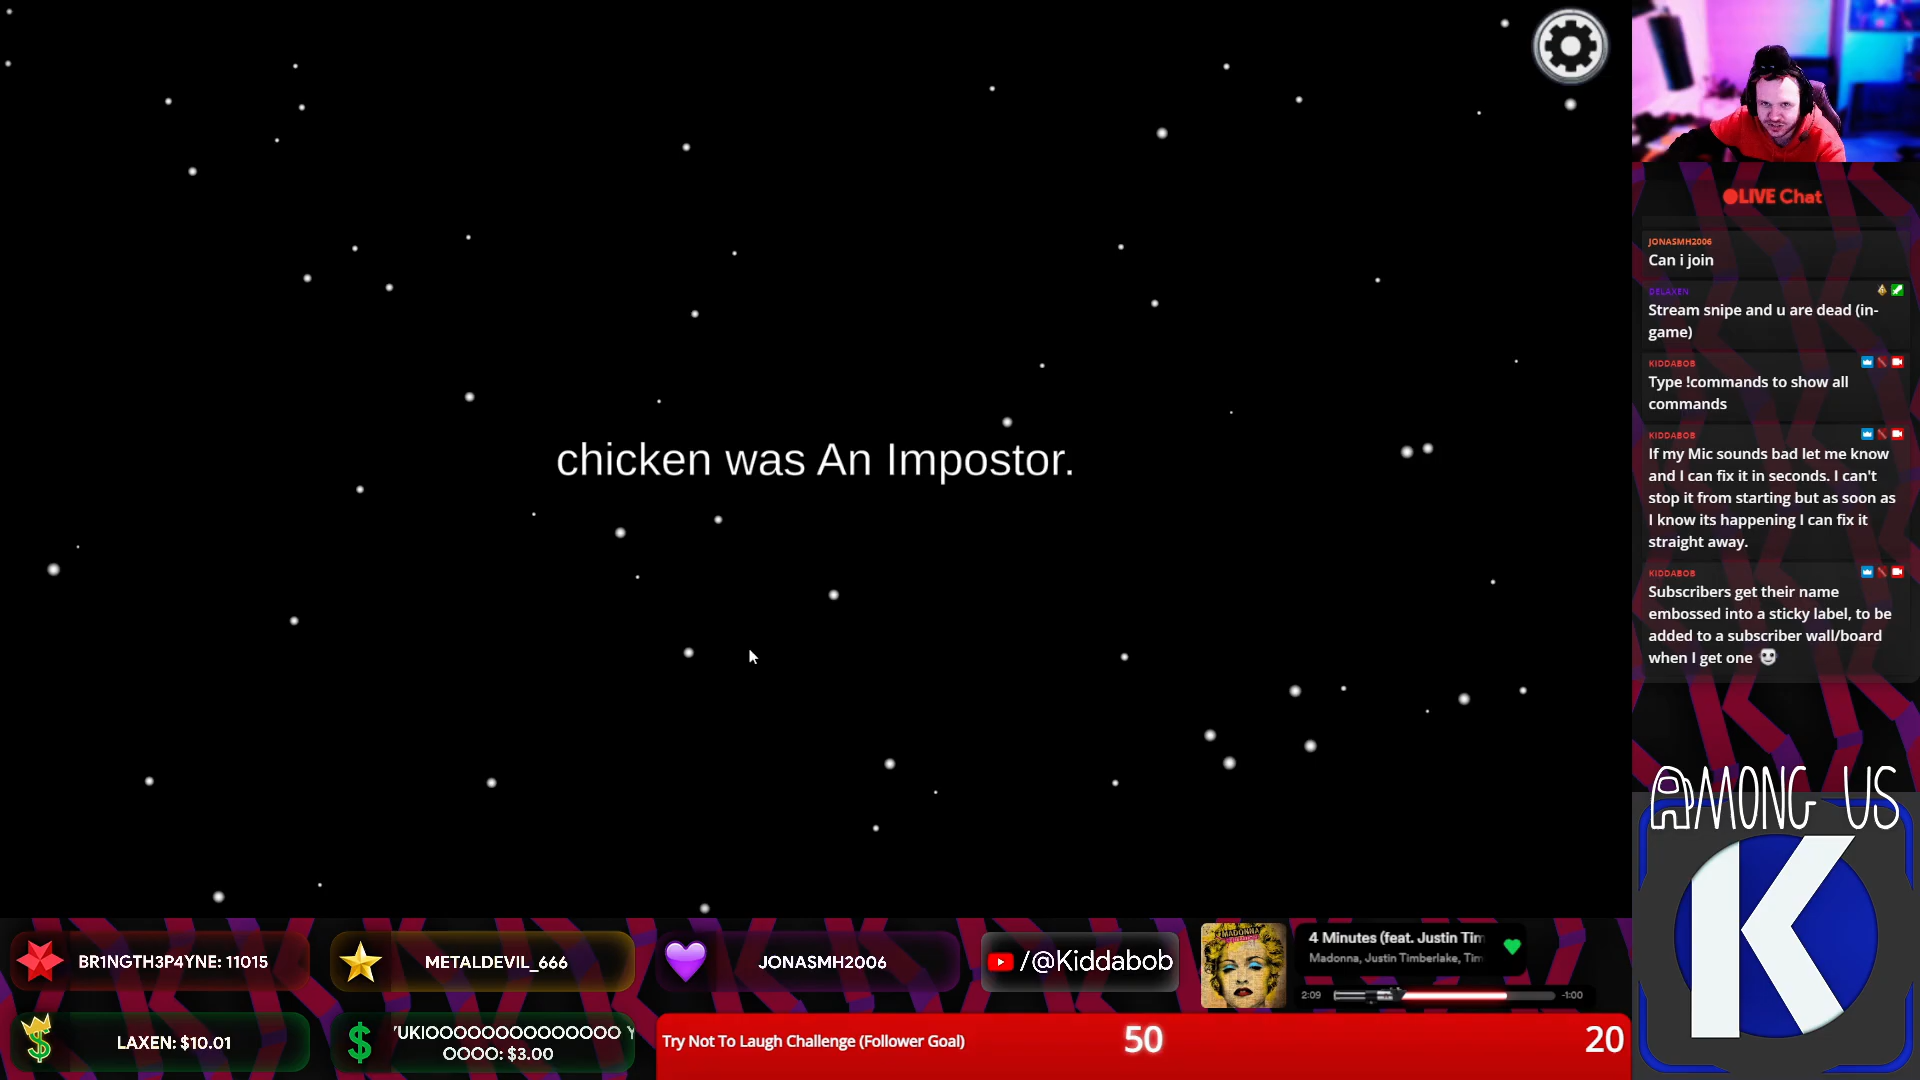 chicken was An Impostor.
LIVE Chat
JONASMH2006
Can i join
DELAXEN
Stream snipe and u are dead (in-
game)
KIDDABOB
Type !commands to show all
commands
KIDDABOB
If my Mic sounds bad let me know
and I can fix it in seconds. I can't
stop it from starting but as soon as
I know its happening I can fix it
straight away.
KIDDABOB
Subscribers get their name
embossed into a sticky label, to be
added to a subscriber wall/board
when I get one
AMONG US
K
BR1NGTH3P4YNE: 11015
METALDEVIL_666
JONASMH2006
/@Kiddabob
MADONNA
4 Minutes (feat. Justin Tim
Madonna, Justin Timberlake, Tim
2:09
-1:00
LAXEN: $10.01
YUKIOOOOOOOOOOOOOO Y
OOOO: $3.00
Try Not To Laugh Challenge (Follower Goal)
50
20